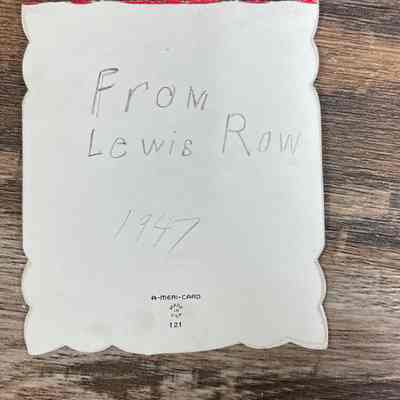 From
Lewis Row
1947
A-MERI-CARD
121